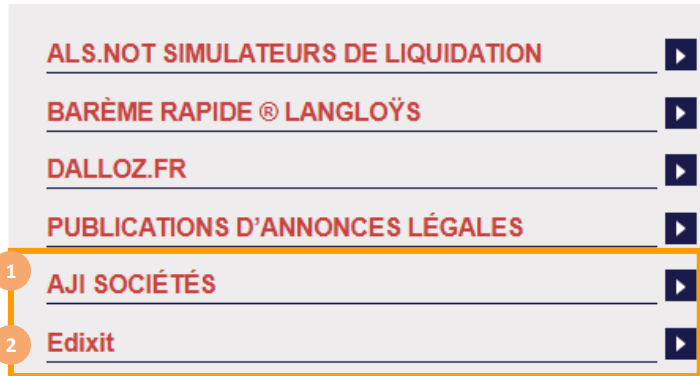 ALS.NOT SIMULATEURS DE LIQUIDATION
BARÈME RAPIDE ® LANGLOŸS
DALLOZ.FR
PUBLICATIONS D’ANNONCES LÉGALES
1 AJI SOCIÉTÉS
2 Edixit